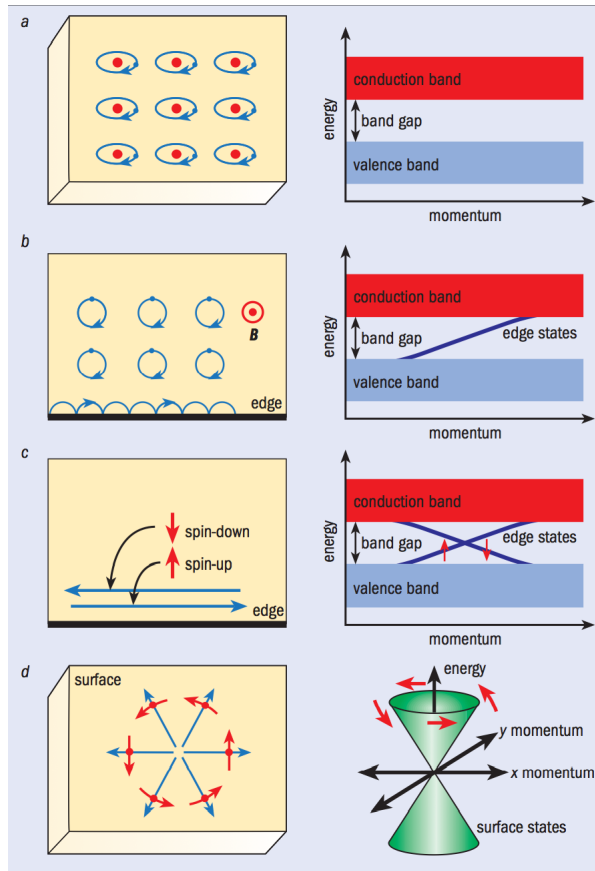 a
conduction band
band gap
valence band
energy
momentum
b
B
edge
conduction band
band gap
edge states
valence band
energy
momentum
c
spin-down
spin-up
edge
conduction band
band gap
edge states
valence band
energy
momentum
d
surface
energy
y momentum
x momentum
surface states